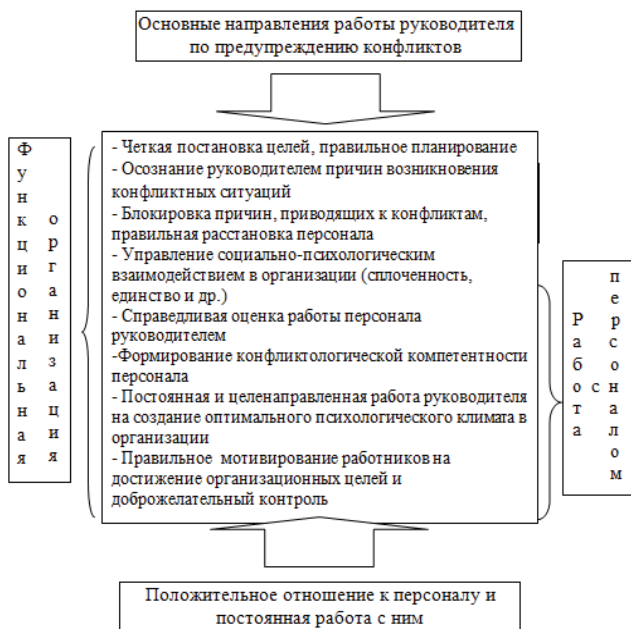 Основные направления работы руководителя
по предупреждению конфликтов
Функциональная
организация
- Четкая постановка целей, правильное планирование
- Осознание руководителем причин возникновения
конфликтных ситуаций
- Блокировка причин, приводящих к конфликтам,
правильная расстановка персонала
- Управление социально-психологическим
взаимодействием в организации (сплоченность,
единство и др.)
- Справедливая оценка работы персонала
руководителем
-Формирование конфликтологической компетентности
персонала
- Постоянная и целенаправленная работа руководителя
на создание оптимального психологического климата в
организации
- Правильное мотивирование работников на
достижение организационных целей и
доброжелательный контроль
Работа
с
персоналом
Положительное отношение к персоналу и
постоянная работа с ним